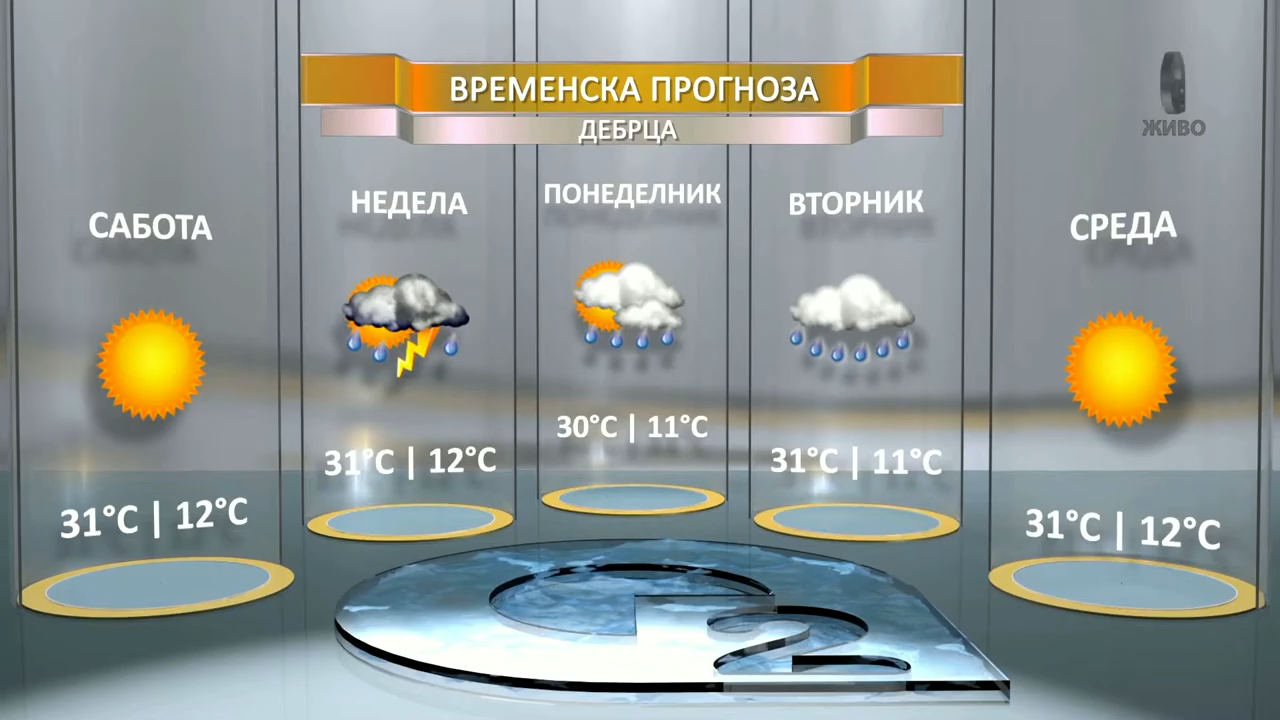 ВРЕМЕНСКА ПРОГНОЗА
ДЕБРЦА
ЖИВО
САБОТА
НЕДЕЛА
ПОНЕДЕЛНИК
ВТОРНИК
СРЕДА
31°C | 12°C
31°C | 12°C
30°C | 11°C
31°C | 11°C
31°C | 12°C
2